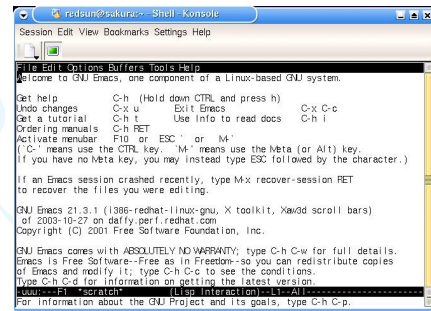 redsun@sakura:~ - Shell - Konsole
Session Edit View Bookmarks Settings Help
File Edit Options Buffers Tools Help
Welcome to GNU Emacs, one component of a Linux-based GNU system.
Get help C-h (Hold down CTRL and press h)
Undo changes C-x u Exit Emacs C-x C-c
Get a tutorial C-h t Use Info to read docs C-h i
Ordering manuals C-h RET
Activate menubar F10 or ESC ` or M-`
(`C-' means use the CTRL key. `M-' means use the Meta (or Alt) key.
If you have no Meta key, you may instead type ESC followed by the character.)
If an Emacs session crashed recently, type M-x recover-session RET
to recover the files you were editing.
GNU Emacs 21.3.1 (i386-redhat-linux-gnu, X toolkit, Xaw3d scroll bars)
of 2003-10-27 on daffy.perf.redhat.com
Copyright (C) 2001 Free Software Foundation, Inc.
GNU Emacs comes with ABSOLUTELY NO WARRANTY; type C-h C-w for full details.
Emacs is Free Software--Free as in Freedom--so you can redistribute copies
of Emacs and modify it; type C-h C-c to see the conditions.
Type C-h C-d for information on getting the latest version.
-uuu:---F1 *scratch* (Lisp Interaction)--L1--All----
For information about the GNU Project and its goals, type C-h C-p.